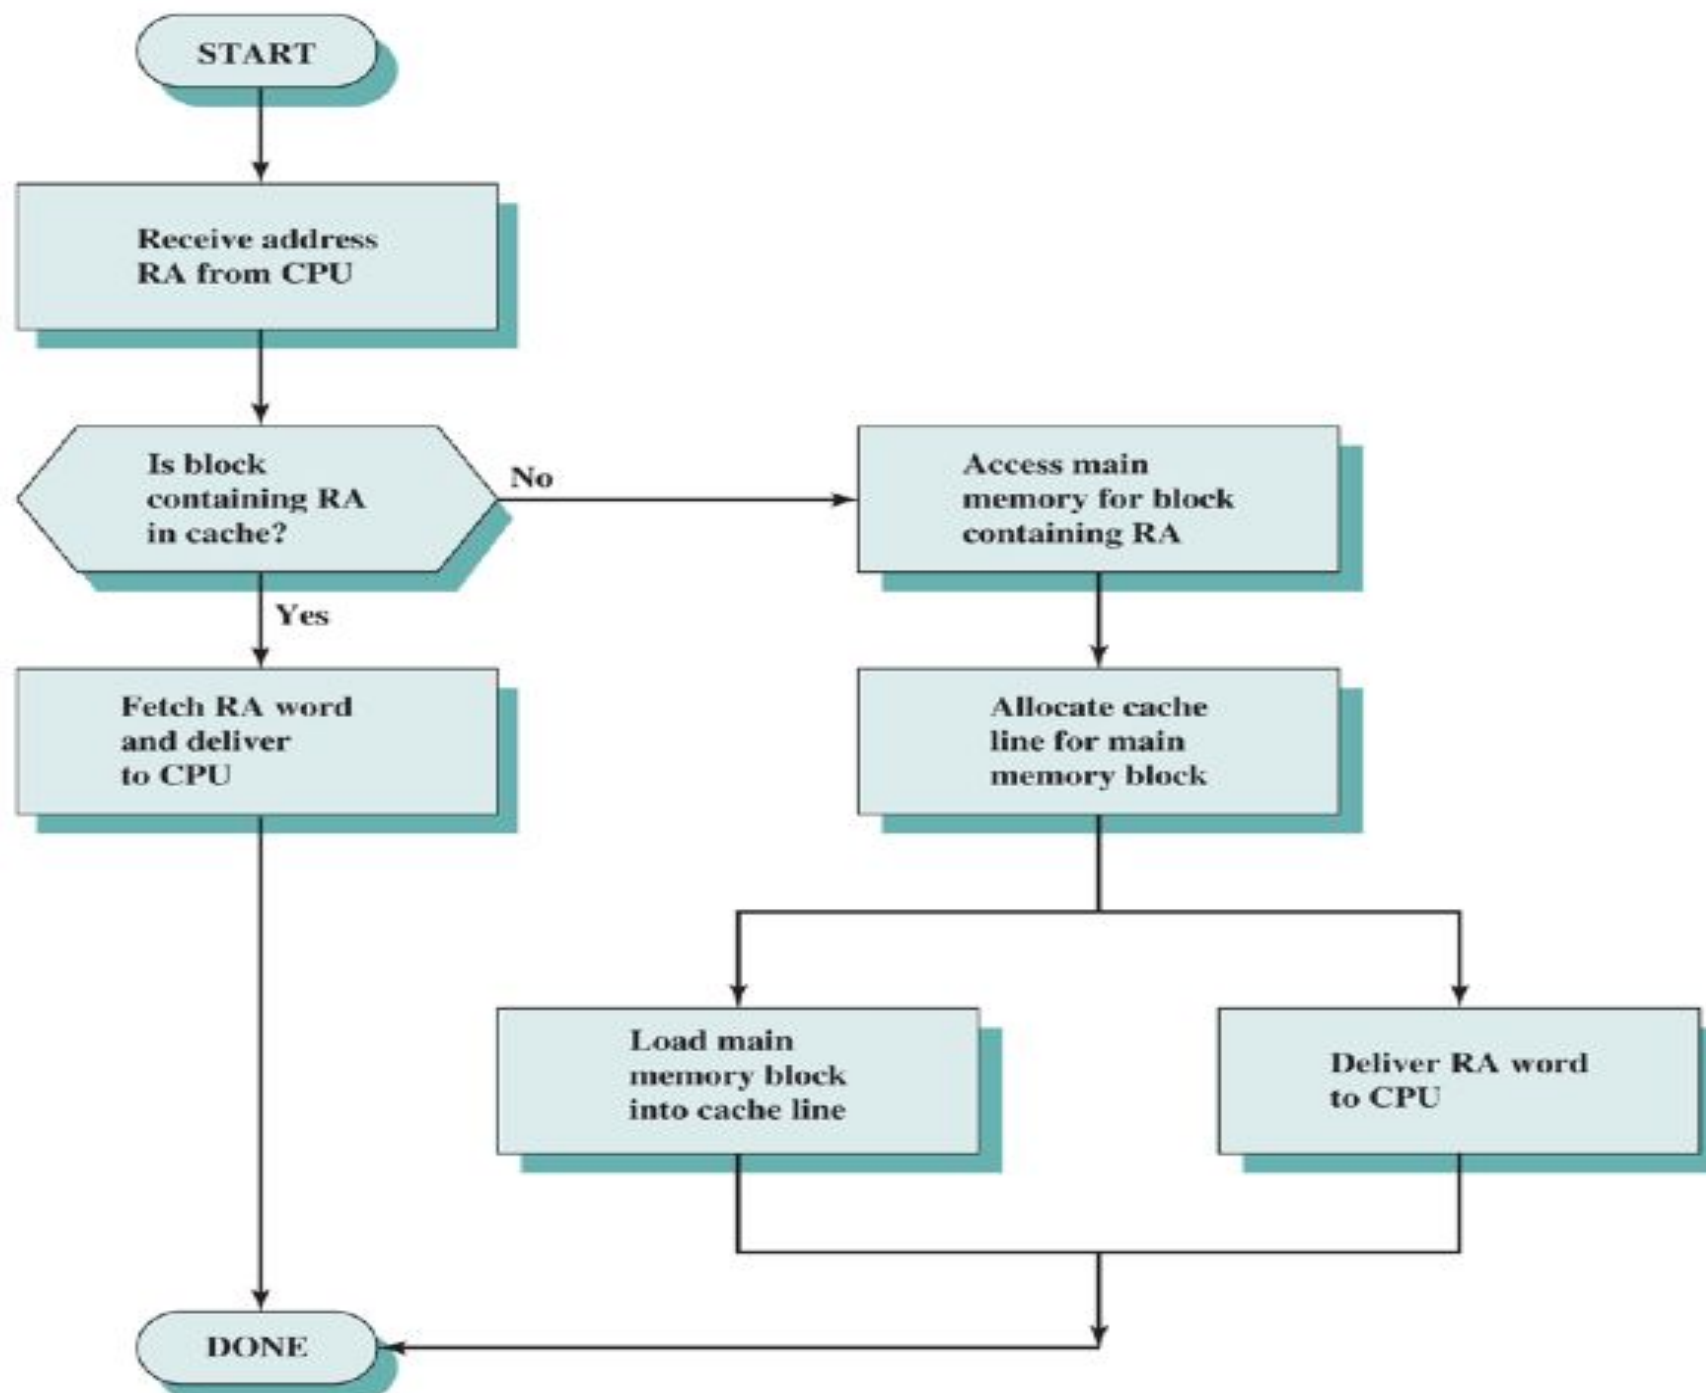 START
Receive address
RA from CPU
Is block
containing RA
in cache?
No
Access main
memory for block
containing RA
Yes
Fetch RA word
and deliver
to CPU
Allocate cache
line for main
memory block
Load main
memory block
into cache line
Deliver RA word
to CPU
DONE